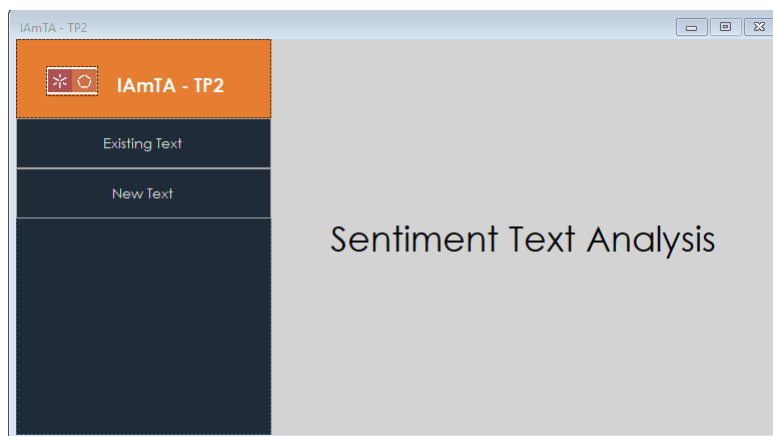 IAmTA - TP2
IAmTA - TP2
Existing Text
New Text
Sentiment Text Analysis